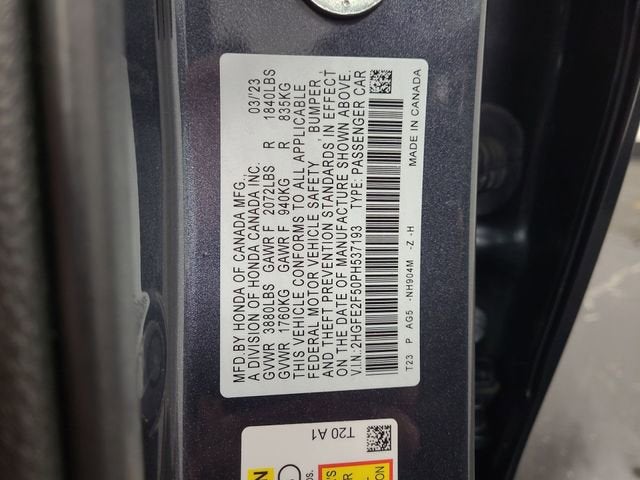 MFD.BY HONDA OF CANADA MFG.,
A DIVISION OF HONDA CANADA INC. 03/'23
GVWR 3880LBS GAWR F 2072LBS R 1840LBS
GVWR 1760KG GAWR F 940KG R 835KG
THIS VEHICLE CONFORMS TO ALL APPLICABLE
FEDERAL MOTOR VEHICLE SAFETY, BUMPER,
AND THEFT PREVENTION STANDARDS IN EFFECT
ON THE DATE OF MANUFACTURE SHOWN ABOVE.
V.I.N.:2HGFE2F50PH537193 TYPE: PASSENGER CAR
T23 P AG5 -NH904M -Z -H MADE IN CANADA
T20 A1